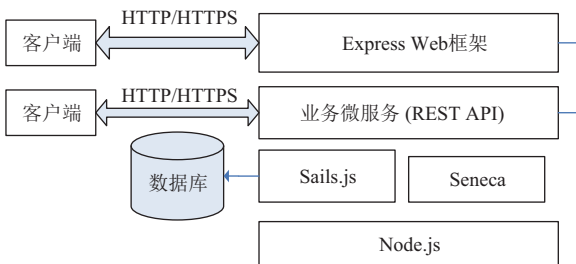 HTTP/HTTPS
客户端
Express Web框架
HTTP/HTTPS
客户端
业务微服务 (REST API)
数据库
Sails.js
Seneca
Node.js